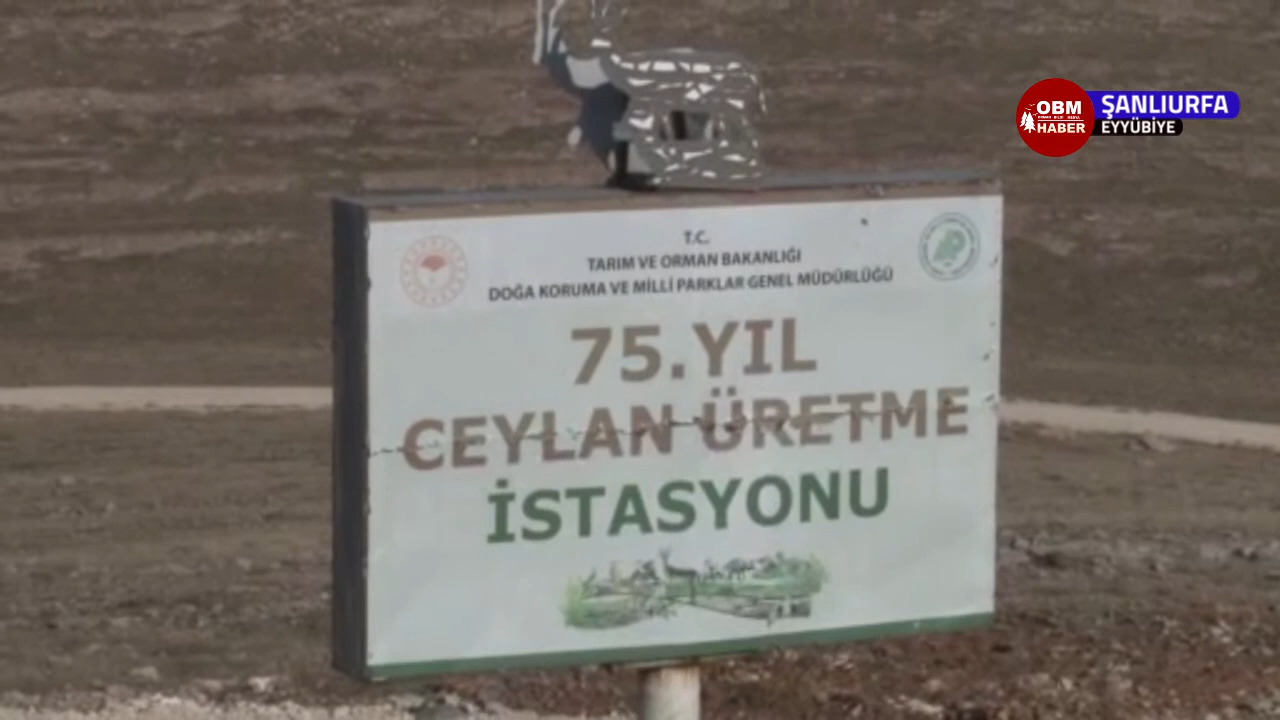 OBM
HABER
ŞANLIURFA
EYYÜBİYE
T.C.
TARIM VE ORMAN BAKANLIĞI
DOĞA KORUMA VE MİLLİ PARKLAR GENEL MÜDÜRLÜĞÜ
75.YIL
CEYLAN ÜRETME
İSTASYONU